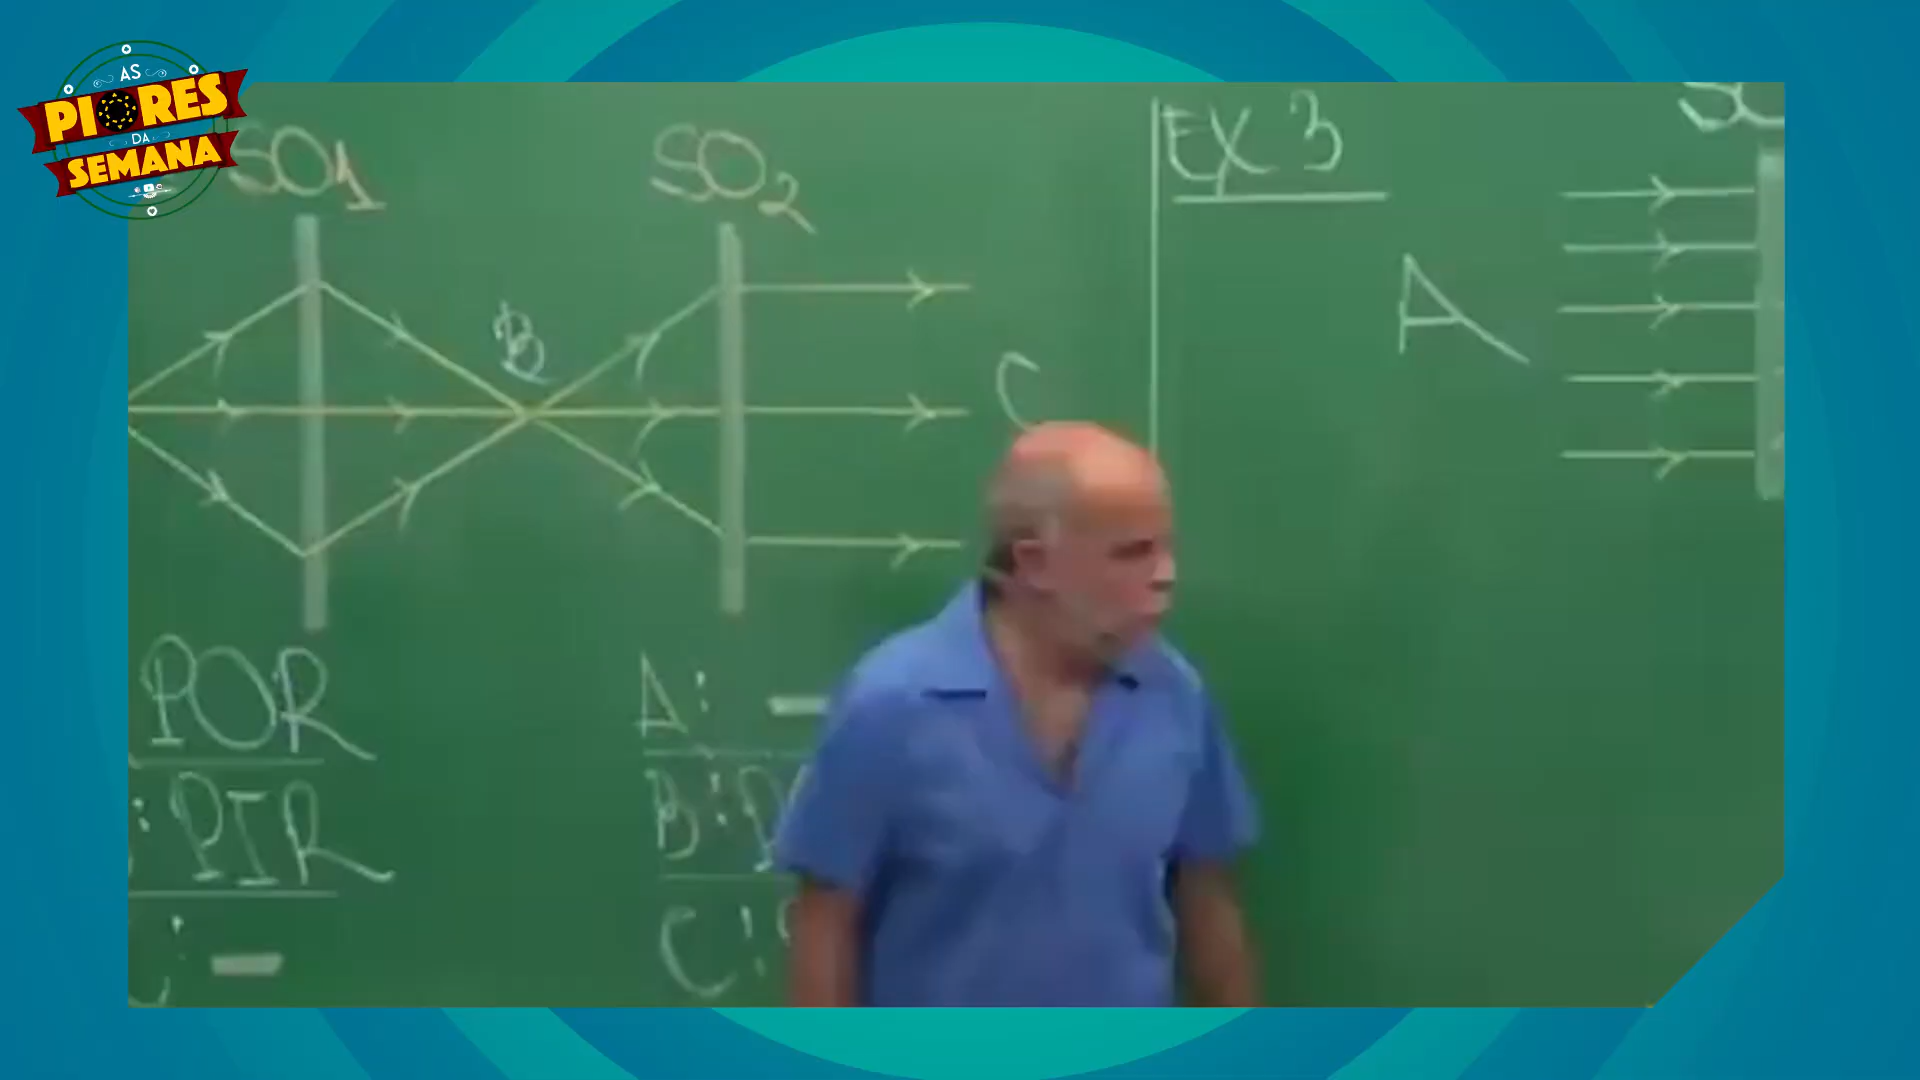 AS
PIORES
DA
SEMANA
SO1
SO2
EX 3
B
A
C
POR
: PIR
C: —
A: —
B:
C: